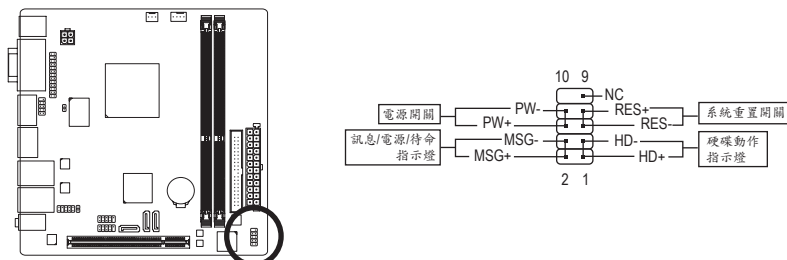 10 9
NC
PW-
RES+
電源開關
系統重置開關
PW+
RES-
訊息/電源/待命
指示燈
MSG-
HD-
硬碟動作
指示燈
MSG+
HD+
2 1